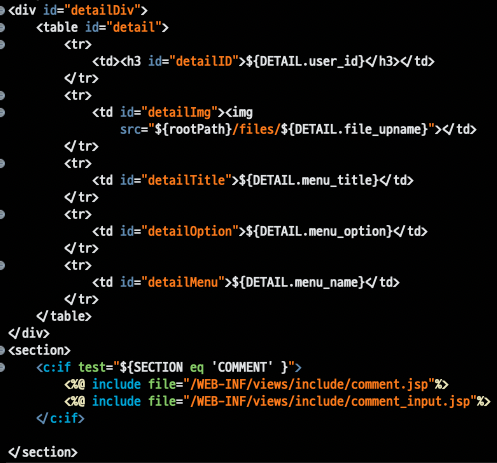 <div id="detailDiv">
<table id="detail">
<tr>
<td><h3 id="detailID">${DETAIL.user_id}</h3></td>
</tr>
<tr>
<td id="detailImg"><img
src="${rootPath}/files/${DETAIL.file_upname}"></td>
</tr>
<tr>
<td id="detailTitle">${DETAIL.menu_title}</td>
</tr>
<tr>
<td id="detailOption">${DETAIL.menu_option}</td>
</tr>
<tr>
<td id="detailMenu">${DETAIL.menu_name}</td>
</tr>
</table>
</div>
<section>
<c:if test="${SECTION eq 'COMMENT' }">
<%@ include file="/WEB-INF/views/include/comment.jsp"%>
<%@ include file="/WEB-INF/views/include/comment_input.jsp"%>
</c:if>
</section>